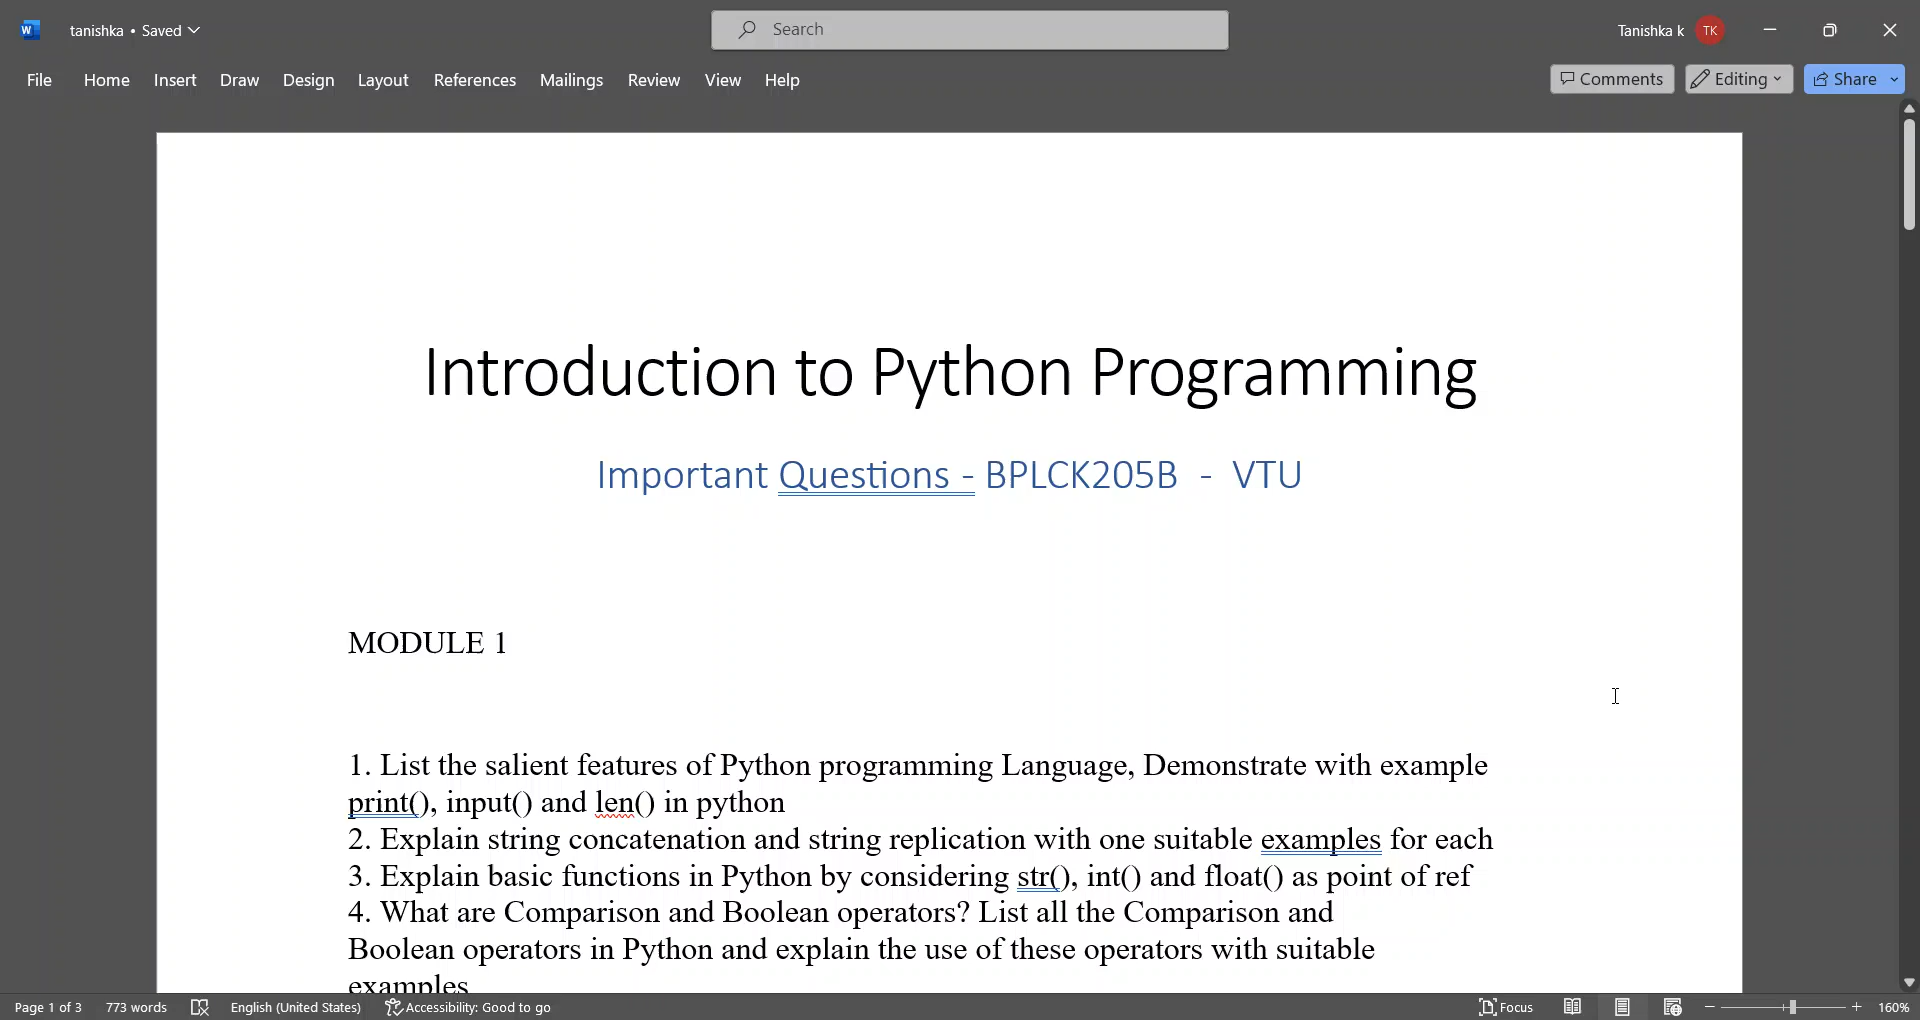 tanishka • Saved
Search
Tanishka k TK
File Home Insert Draw Design Layout References Mailings Review View Help
Comments Editing Share
Introduction to Python Programming
Important Questions - BPLCK205B - VTU
MODULE 1
1. List the salient features of Python programming Language, Demonstrate with example
print(), input() and len() in python
2. Explain string concatenation and string replication with one suitable examples for each
3. Explain basic functions in Python by considering str(), int() and float() as point of ref
4. What are Comparison and Boolean operators? List all the Comparison and
Boolean operators in Python and explain the use of these operators with suitable
examples
Page 1 of 3 773 words English (United States) Accessibility: Good to go Focus 160%